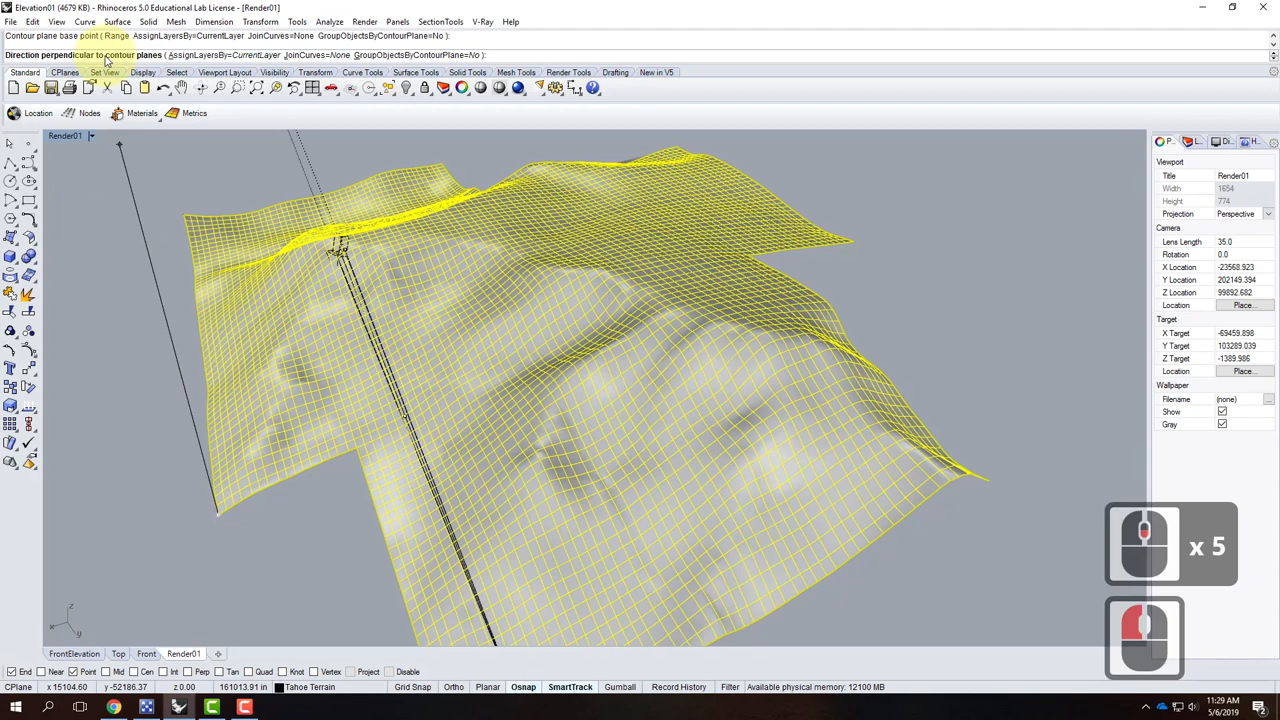 Elevation01 (4679 KB) - Rhinoceros 5.0 Educational Lab License - [Render01]
File Edit View Curve Surface Solid Mesh Dimension Transform Tools Analyze Render Panels SectionTools V-Ray Help
Contour plane base point ( Range AssignLayersBy=CurrentLayer JoinCurves=None GroupObjectsByContourPlane=No ):
Direction perpendicular to contour planes ( AssignLayersBy=CurrentLayer JoinCurves=None GroupObjectsByContourPlane=No ):
Standard CPlanes Set View Display Select Viewport Layout Visibility Transform Curve Tools Surface Tools Solid Tools Mesh Tools Render Tools Drafting New in V5
Location Nodes Materials Metrics
Render01
P... L... Di... H...
Viewport
Title Render01
Width 1654
Height 774
Projection Perspective
Camera
Lens Length 35.0
Rotation 0.0
X Location -23568.923
Y Location 202149.394
Z Location 99892.682
Location Place...
Target
X Target -69459.898
Y Target 103289.039
Z Target -1389.986
Location Place...
Wallpaper
Filename (none) ...
Show
Gray
x 5
z
x y
FrontElevation Top Front Render01
End Near Point Mid Cen Int Perp Tan Quad Knot Vertex Project Disable
CPlane x 15104.60 y -52186.37 z 0.00 161013.91 in Tahoe Terrain Grid Snap Ortho Planar Osnap SmartTrack Gumball Record History Filter Available physical memory: 12100 MB
11:29 AM
5/6/2019
2